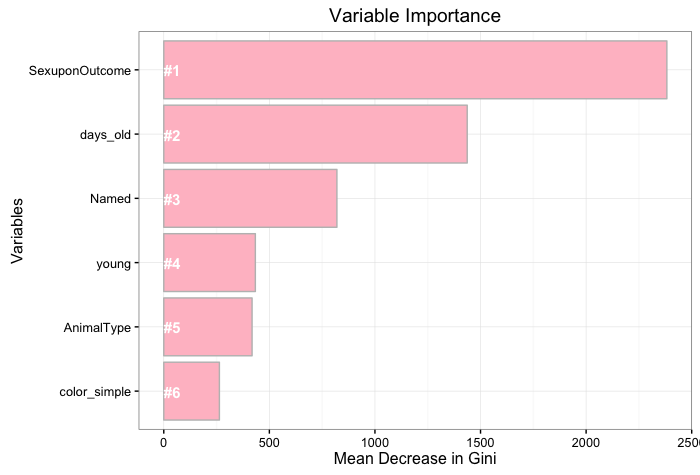 Variable Importance
Variables
SexuponOutcome
#1
days_old
#2
Named
#3
young
#4
AnimalType
#5
color_simple
#6
0 500 1000 1500 2000 2500
Mean Decrease in Gini